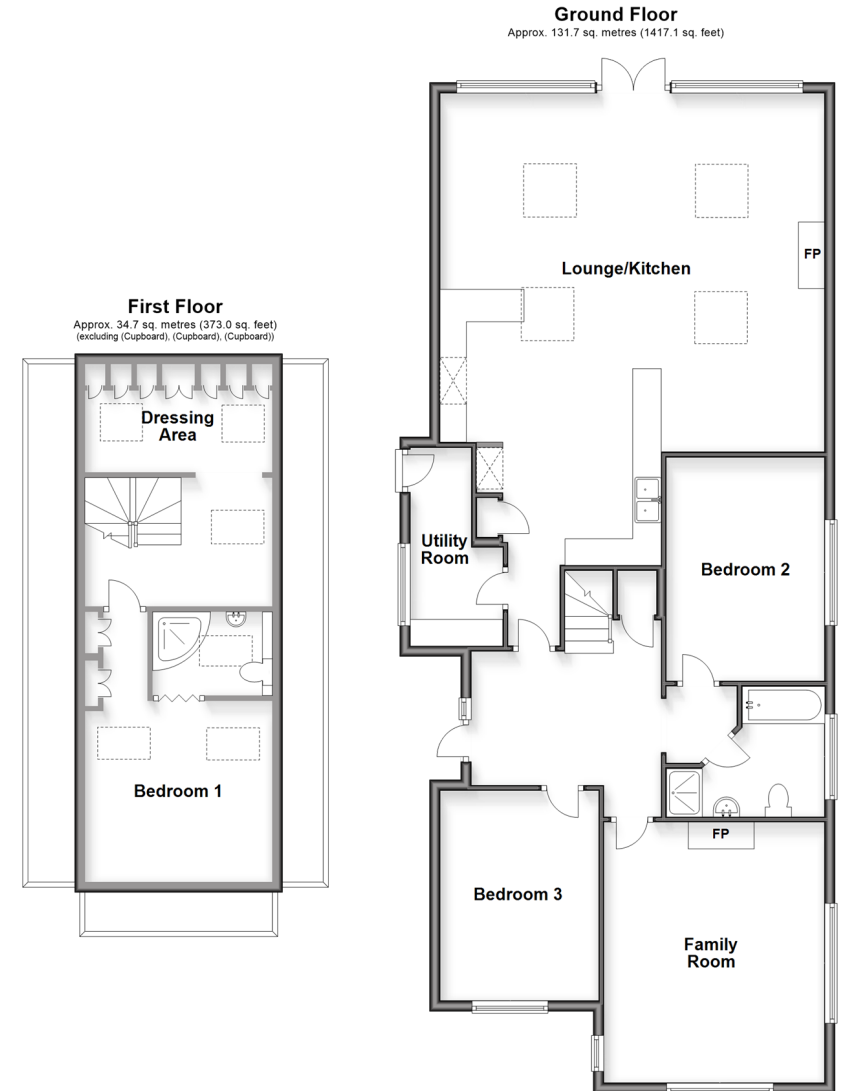 Ground Floor
Approx. 131.7 sq. metres (1417.1 sq. feet)
Lounge/Kitchen
FP
Utility
Room
Bedroom 2
FP
Bedroom 3
Family
Room
First Floor
Approx. 34.7 sq. metres (373.0 sq. feet)
(excluding (Cupboard), (Cupboard), (Cupboard))
Dressing
Area
Bedroom 1